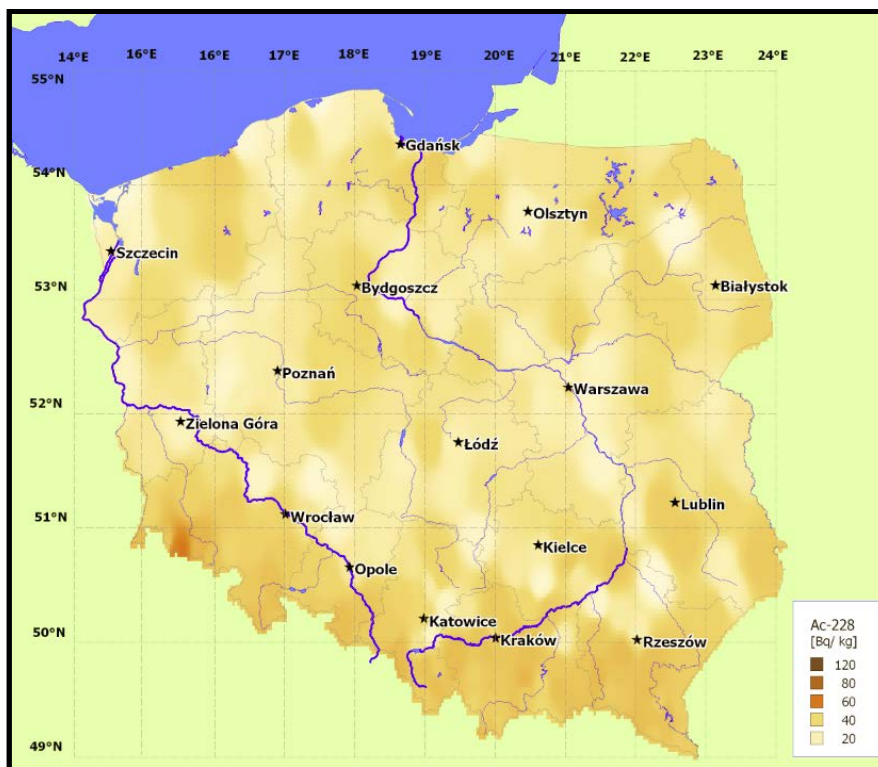 14°E 16°E 16°E 17°E 18°E 19°E 20°E 21°E 22°E 23°E 24°E
55°N
Gdańsk
54°N
Olsztyn
Szczecin
53°N
Bydgoszcz
Białystok
Poznań
Warszawa
52°N
Zielona Góra
Łódź
Lublin
51°N
Wrocław
Kielce
Opole
Katowice
50°N
Kraków
Rzeszów
Ac-228
[Bq/ kg]
120
80
60
40
20
49°N